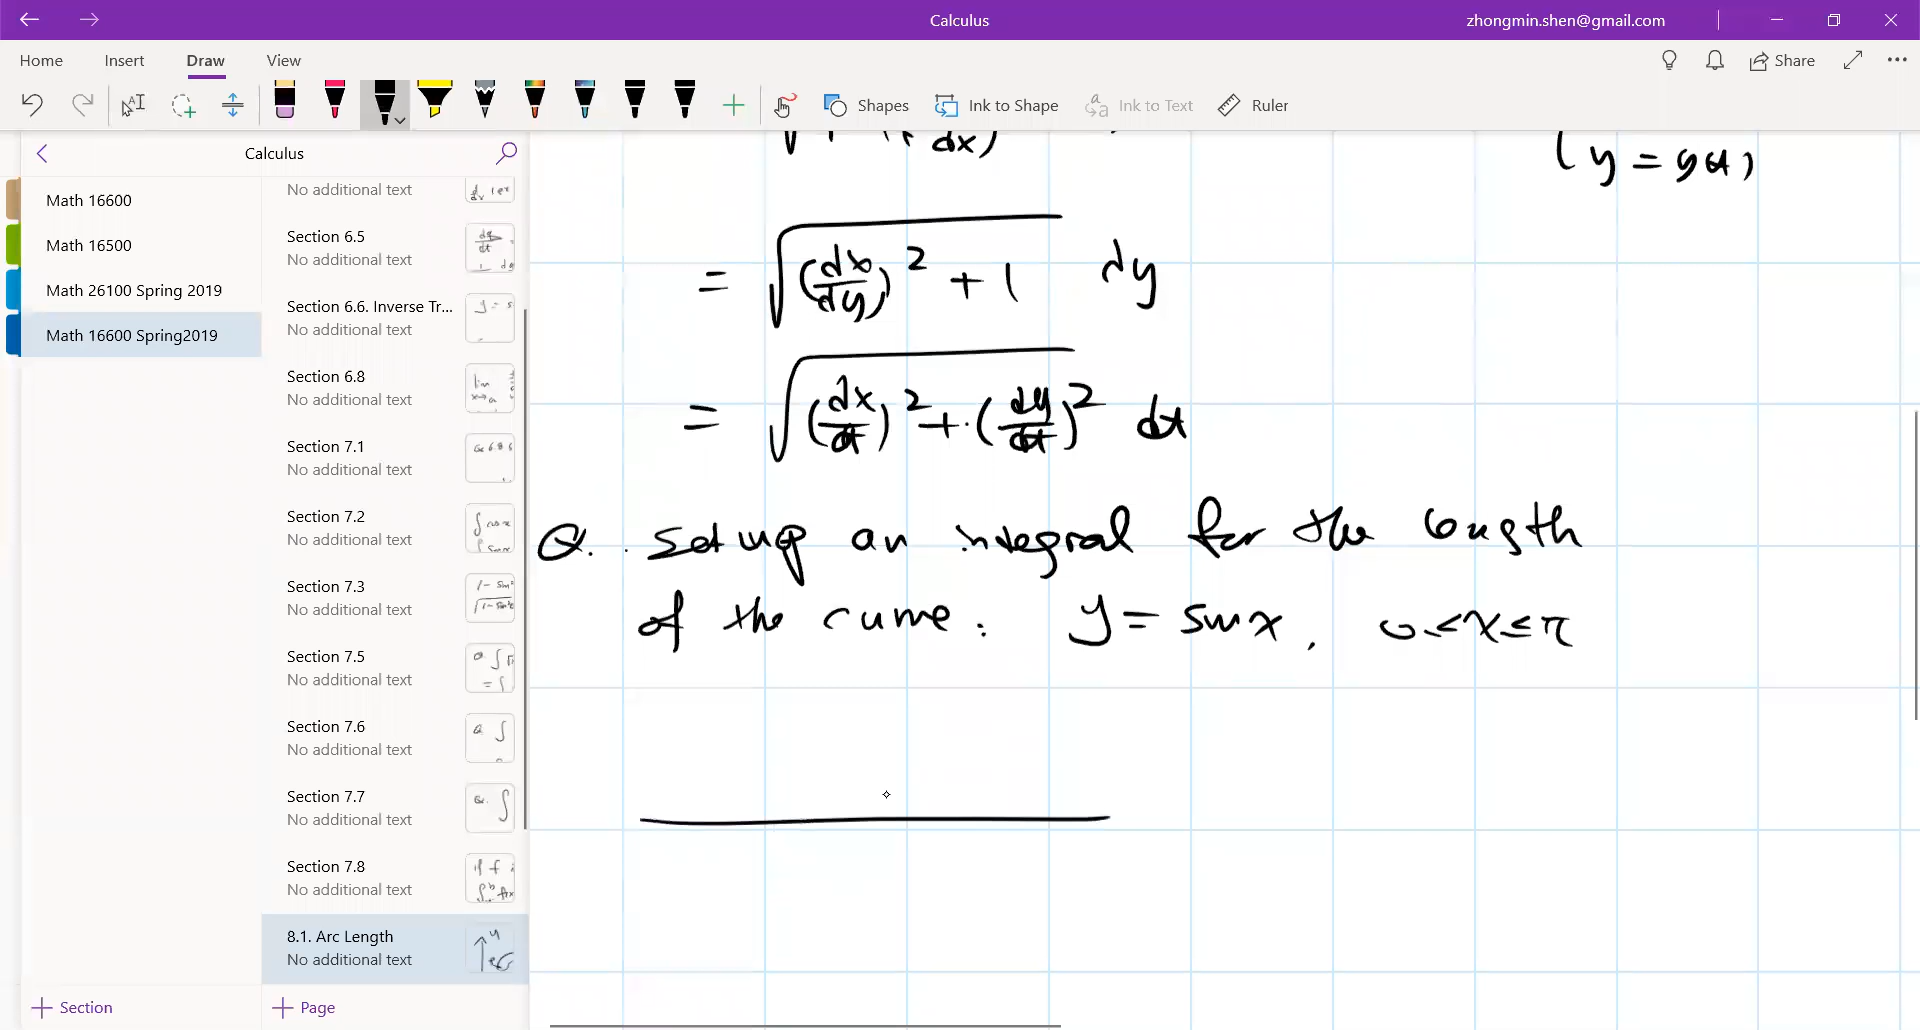 Calculus
zhongmin.shen@gmail.com
Home Insert Draw View
Share
Shapes Ink to Shape Ink to Text Ruler
Calculus
Math 16600
Math 16500
Math 26100 Spring 2019
Math 16600 Spring2019
No additional text
Section 6.5
No additional text
Section 6.6. Inverse Tr...
No additional text
Section 6.8
No additional text
Section 7.1
No additional text
Section 7.2
No additional text
Section 7.3
No additional text
Section 7.5
No additional text
Section 7.6
No additional text
Section 7.7
No additional text
Section 7.8
No additional text
8.1. Arc Length
No additional text
Section
Page
dx)
y = y(t)
= √((dx/dy)² + 1) dy
= √((dx/dt)² + (dy/dt)²) dt
Q. Set up an integral for the length
of the curve: y = sin x, 0 < x ≤ π